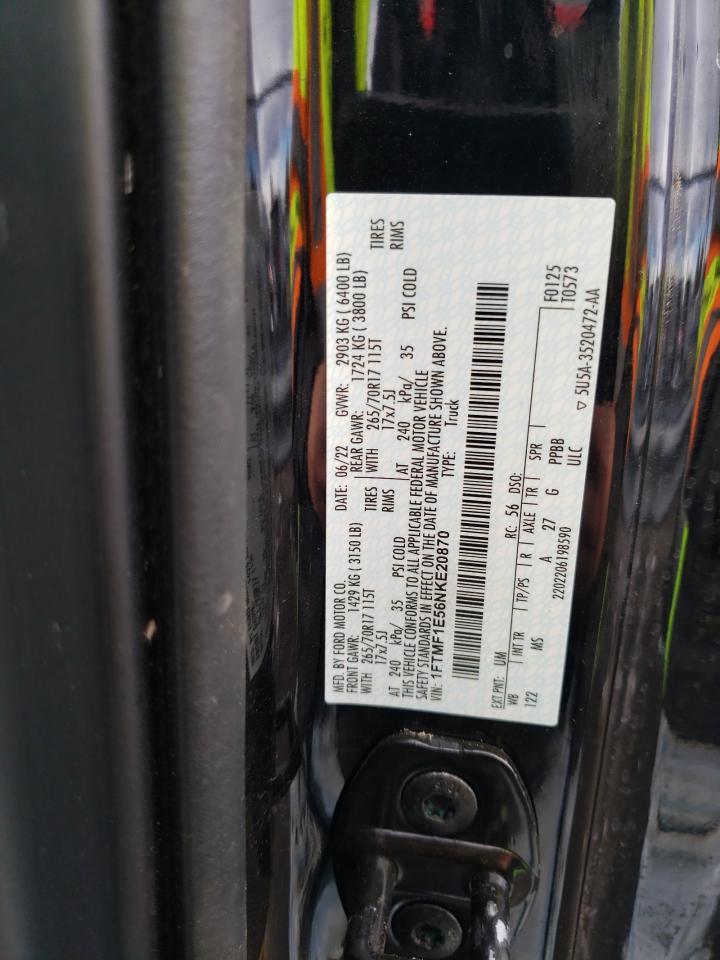 MFD. BY FORD MOTOR CO.
DATE: 06/22 GVWR: 2903 KG ( 6400 LB)
FRONT GAWR: 1429 KG ( 3150 LB) REAR GAWR: 1724 KG ( 3800 LB)
WITH 265/70R17 115T TIRES WITH 265/70R17 115T TIRES
17x7.5J RIMS 17x7.5J RIMS
AT 240 kPa/ 35 PSI COLD AT 240 kPa/ 35 PSI COLD
THIS VEHICLE CONFORMS TO ALL APPLICABLE FEDERAL MOTOR VEHICLE
SAFETY STANDARDS IN EFFECT ON THE DATE OF MANUFACTURE SHOWN ABOVE.
VIN: 1FTMF1E56NKE20870 TYPE: Truck
EXT PNT: UM RC: 56 DSO:
WB INT TR TP/PS R AXLE TR SPR F0125
122 MS A 27 G PPBB T0573
2202206198590 ULC
▽ 5U5A-3520472-AA